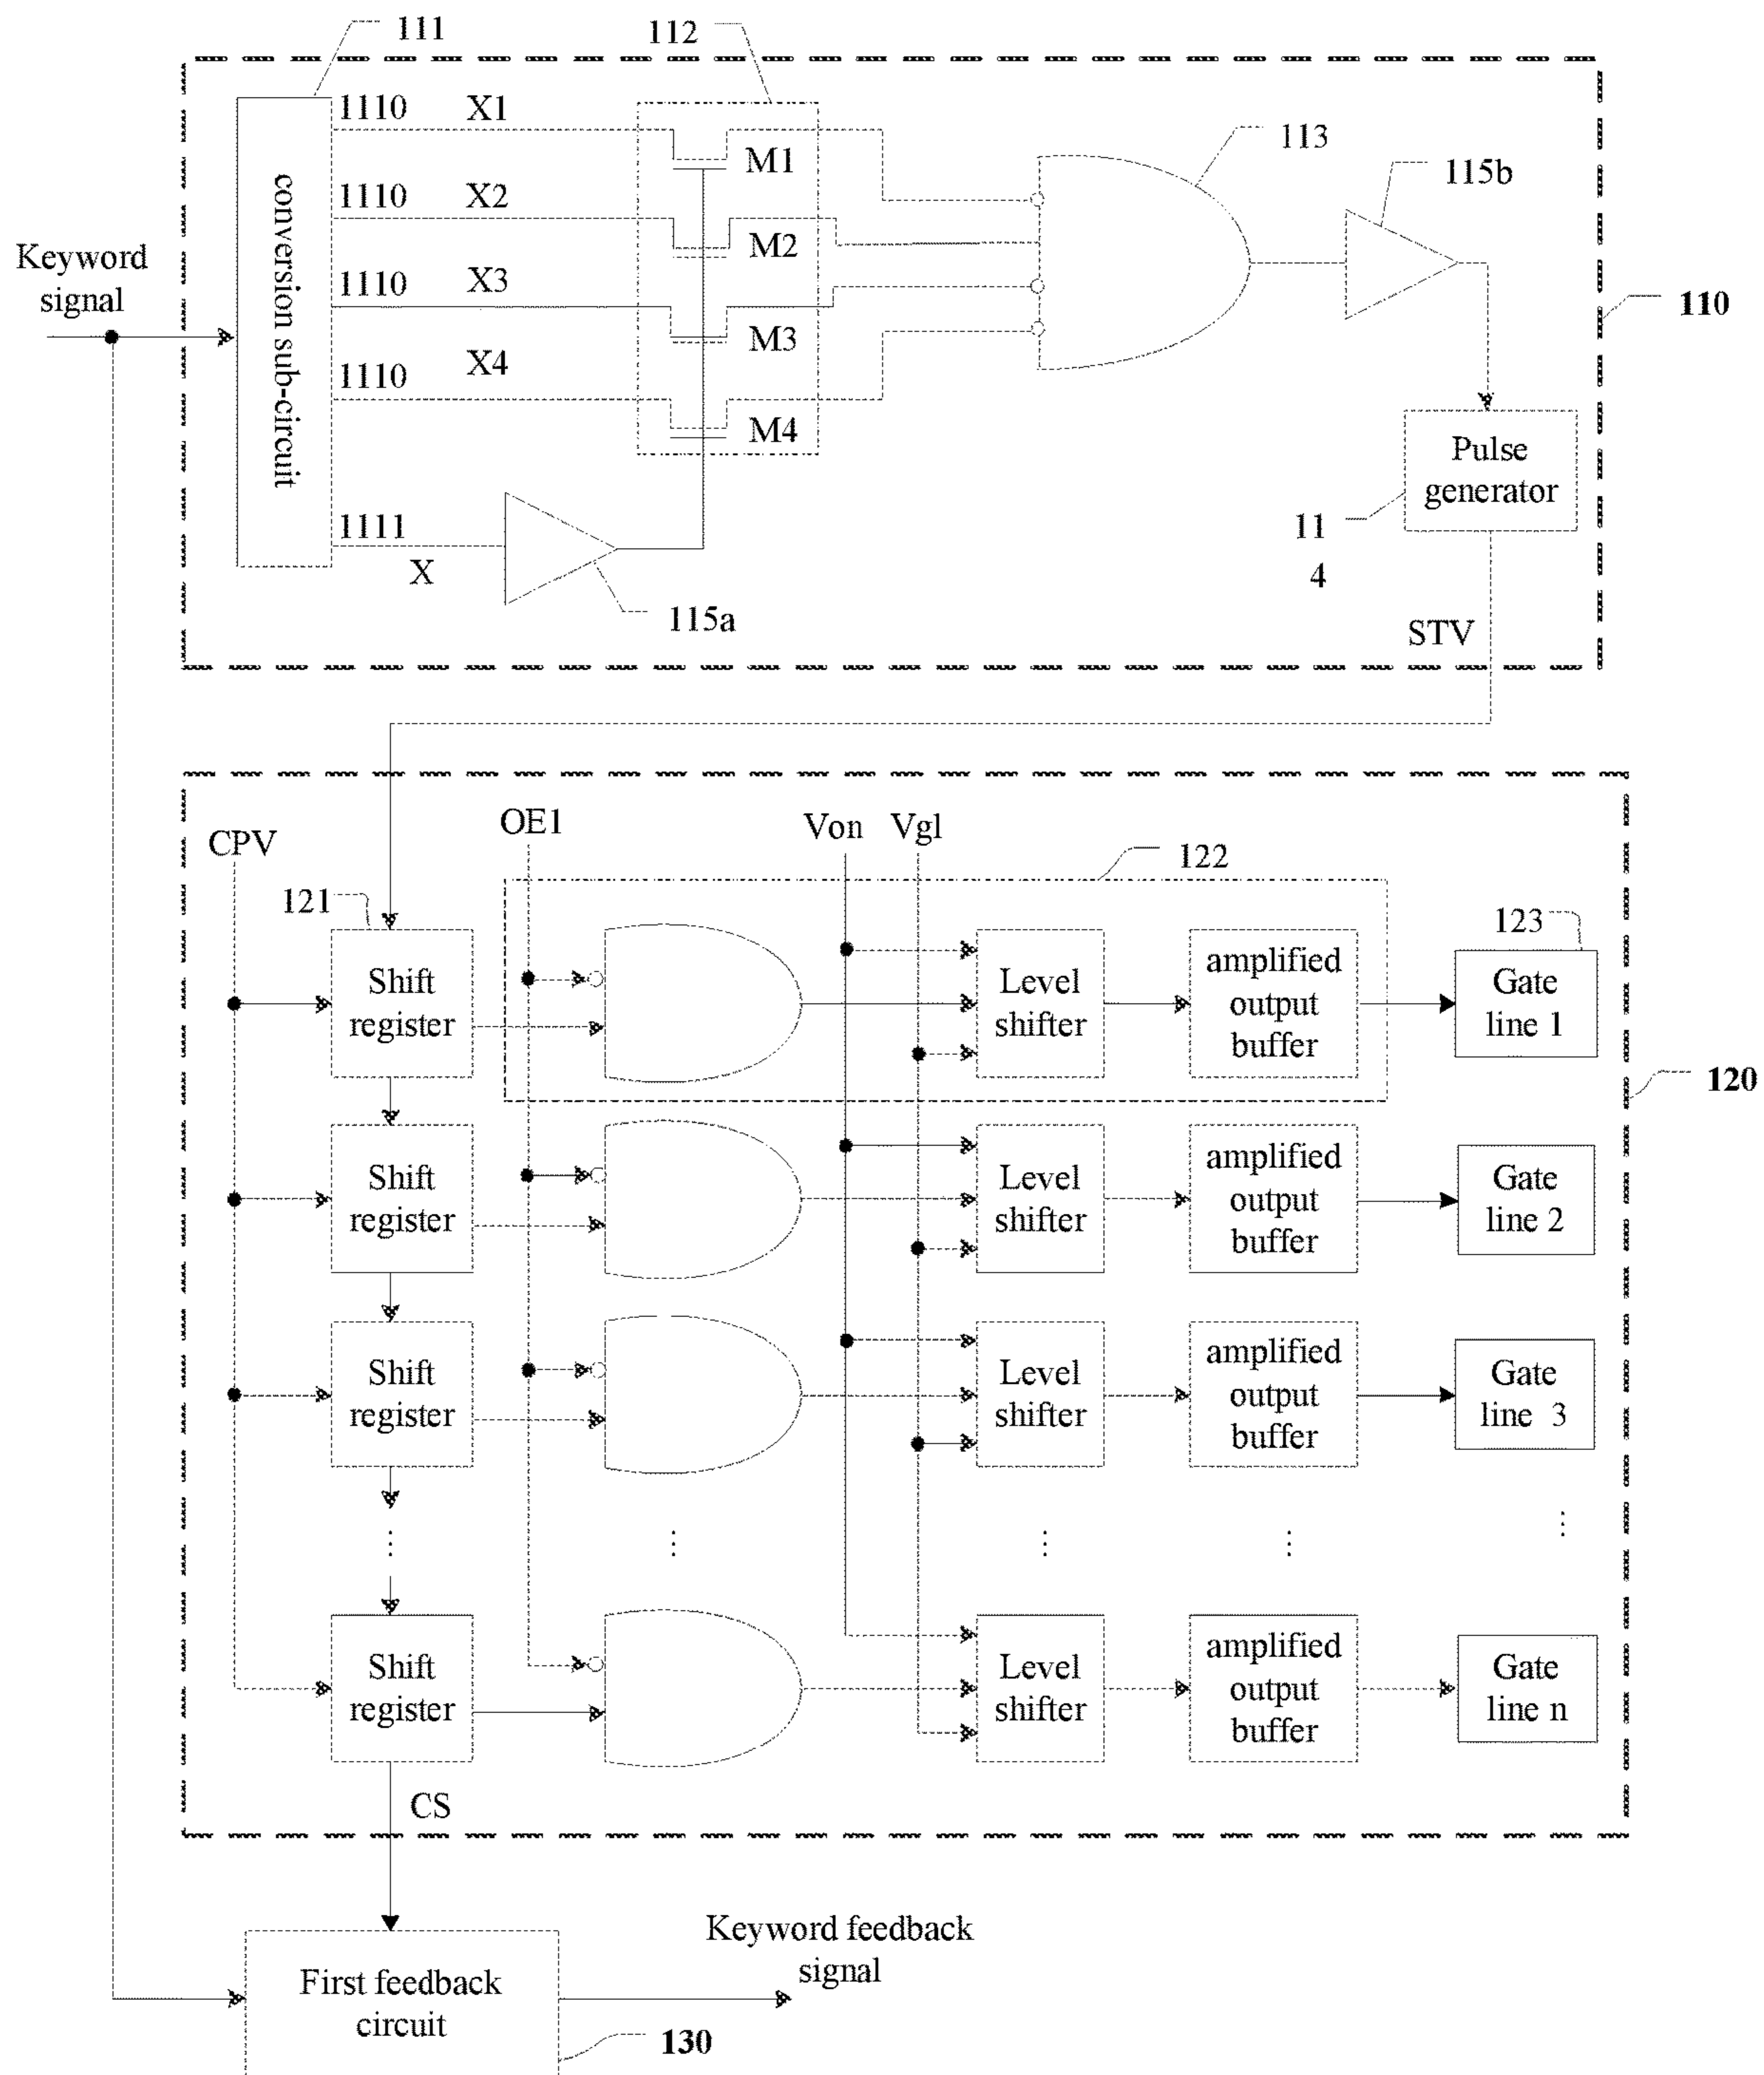 111
112
1110 X1
M1
113
115b
1110 X2
M2
Keyword
signal
conversion sub-circuit
1110 X3
M3
110
1110 X4
M4
Pulse
generator
11
4
1111
X
115a
STV
CPV
OE1
Von Vgl
122
121
123
Shift
register
Level
shifter
amplified
output
buffer
Gate
line 1
120
Shift
register
Level
shifter
amplified
output
buffer
Gate
line 2
Shift
register
Level
shifter
amplified
output
buffer
Gate
line 3
...
...
...
...
...
Shift
register
Level
shifter
amplified
output
buffer
Gate
line n
CS
Keyword feedback
signal
First feedback
circuit
130